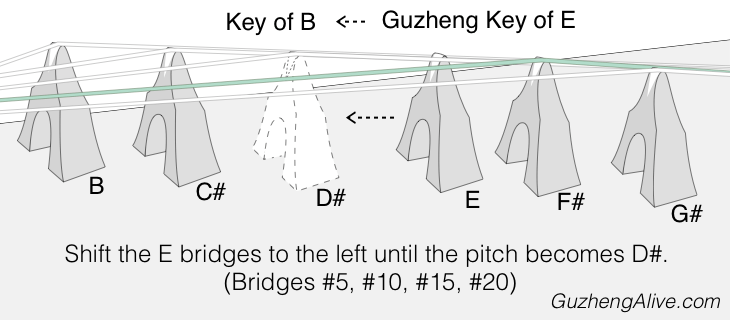 Key of B <--- Guzheng Key of E
B
C#
D#
E
F#
G#
Shift the E bridges to the left until the pitch becomes D#.
(Bridges #5, #10, #15, #20)
GuzhengAlive.com